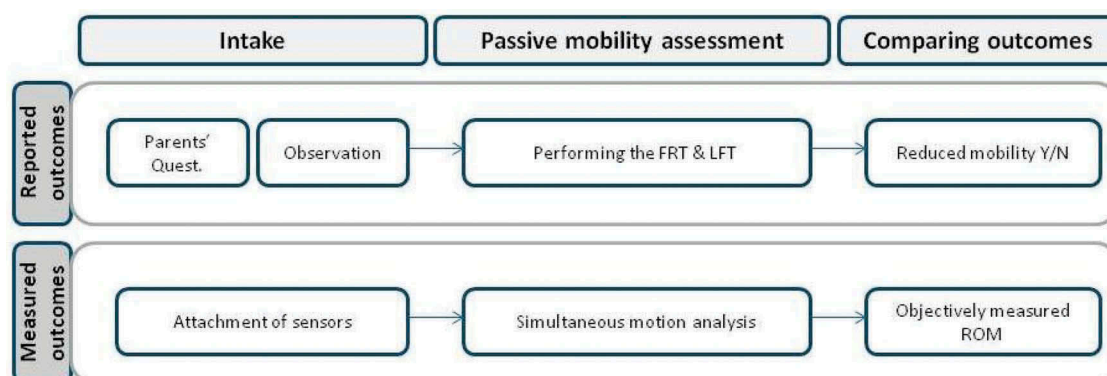 Intake
Passive mobility assessment
Comparing outcomes
Reported
outcomes
Parents'
Quest.
Observation
Performing the FRT & LFT
Reduced mobility Y/N
Measured
outcomes
Attachment of sensors
Simultaneous motion analysis
Objectively measured
ROM